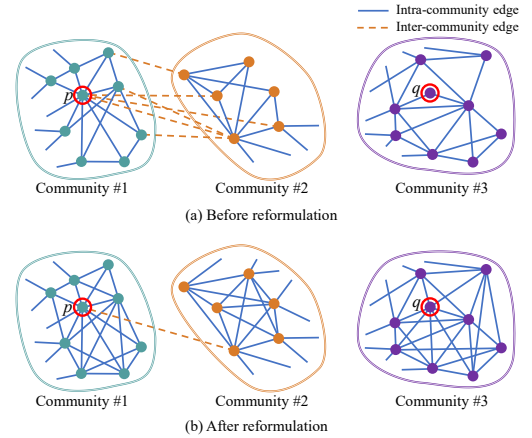 Intra-community edge
Inter-community edge
p
q
Community #1
Community #2
Community #3
(a) Before reformulation
p
q
Community #1
Community #2
Community #3
(b) After reformulation